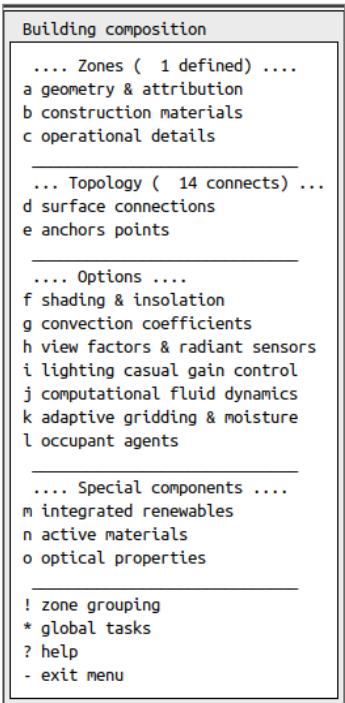 Building composition
.... Zones (  1 defined) ....
a geometry & attribution
b construction materials
c operational details
... Topology (  14 connects) ...
d surface connections
e anchors points
.... Options ....
f shading & insolation
g convection coefficients
h view factors & radiant sensors
i lighting casual gain control
j computational fluid dynamics
k adaptive gridding & moisture
l occupant agents
.... Special components ....
m integrated renewables
n active materials
o optical properties
! zone grouping
* global tasks
? help
- exit menu